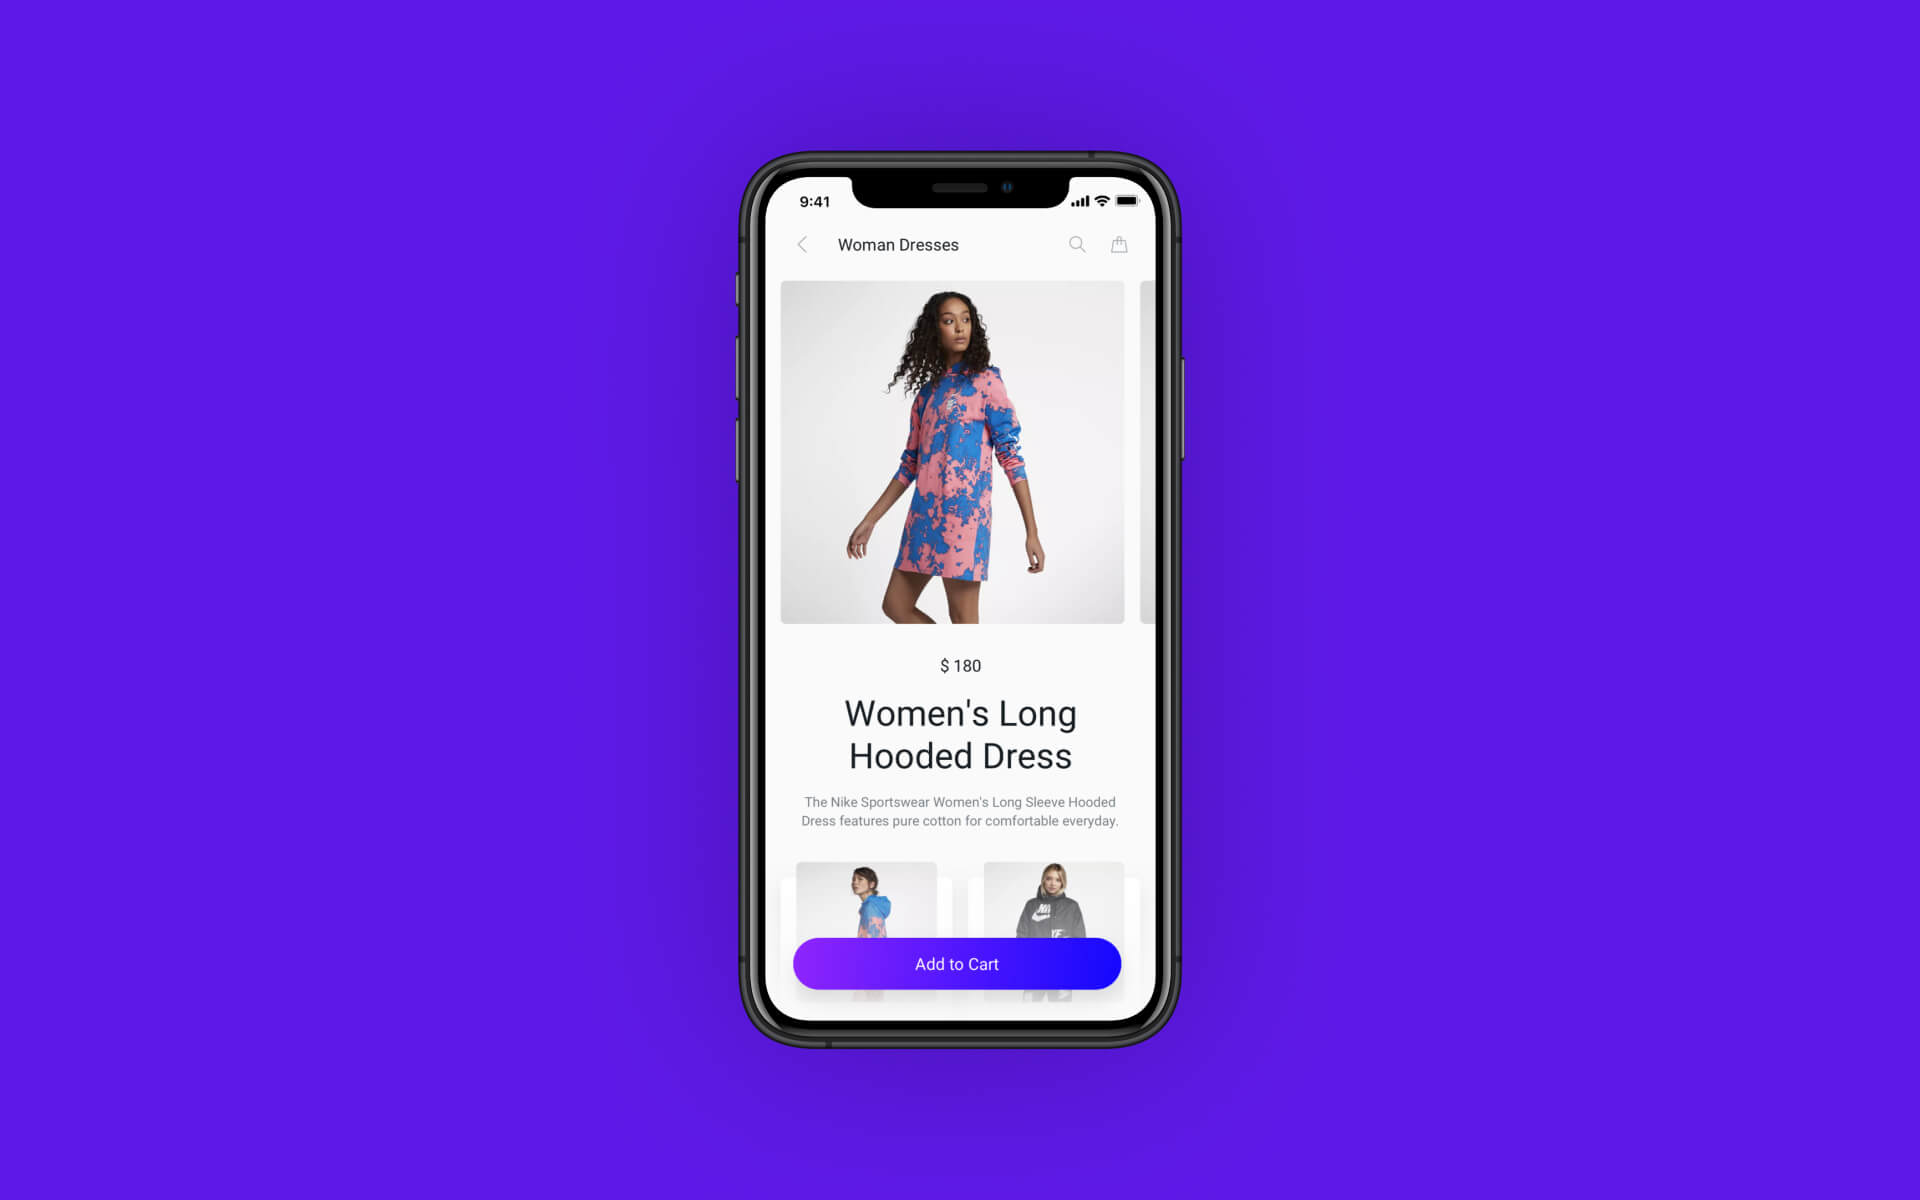 9:41
Woman Dresses
$ 180
Women's Long
Hooded Dress
The Nike Sportswear Women's Long Sleeve Hooded
Dress features pure cotton for comfortable everyday.
Add to Cart